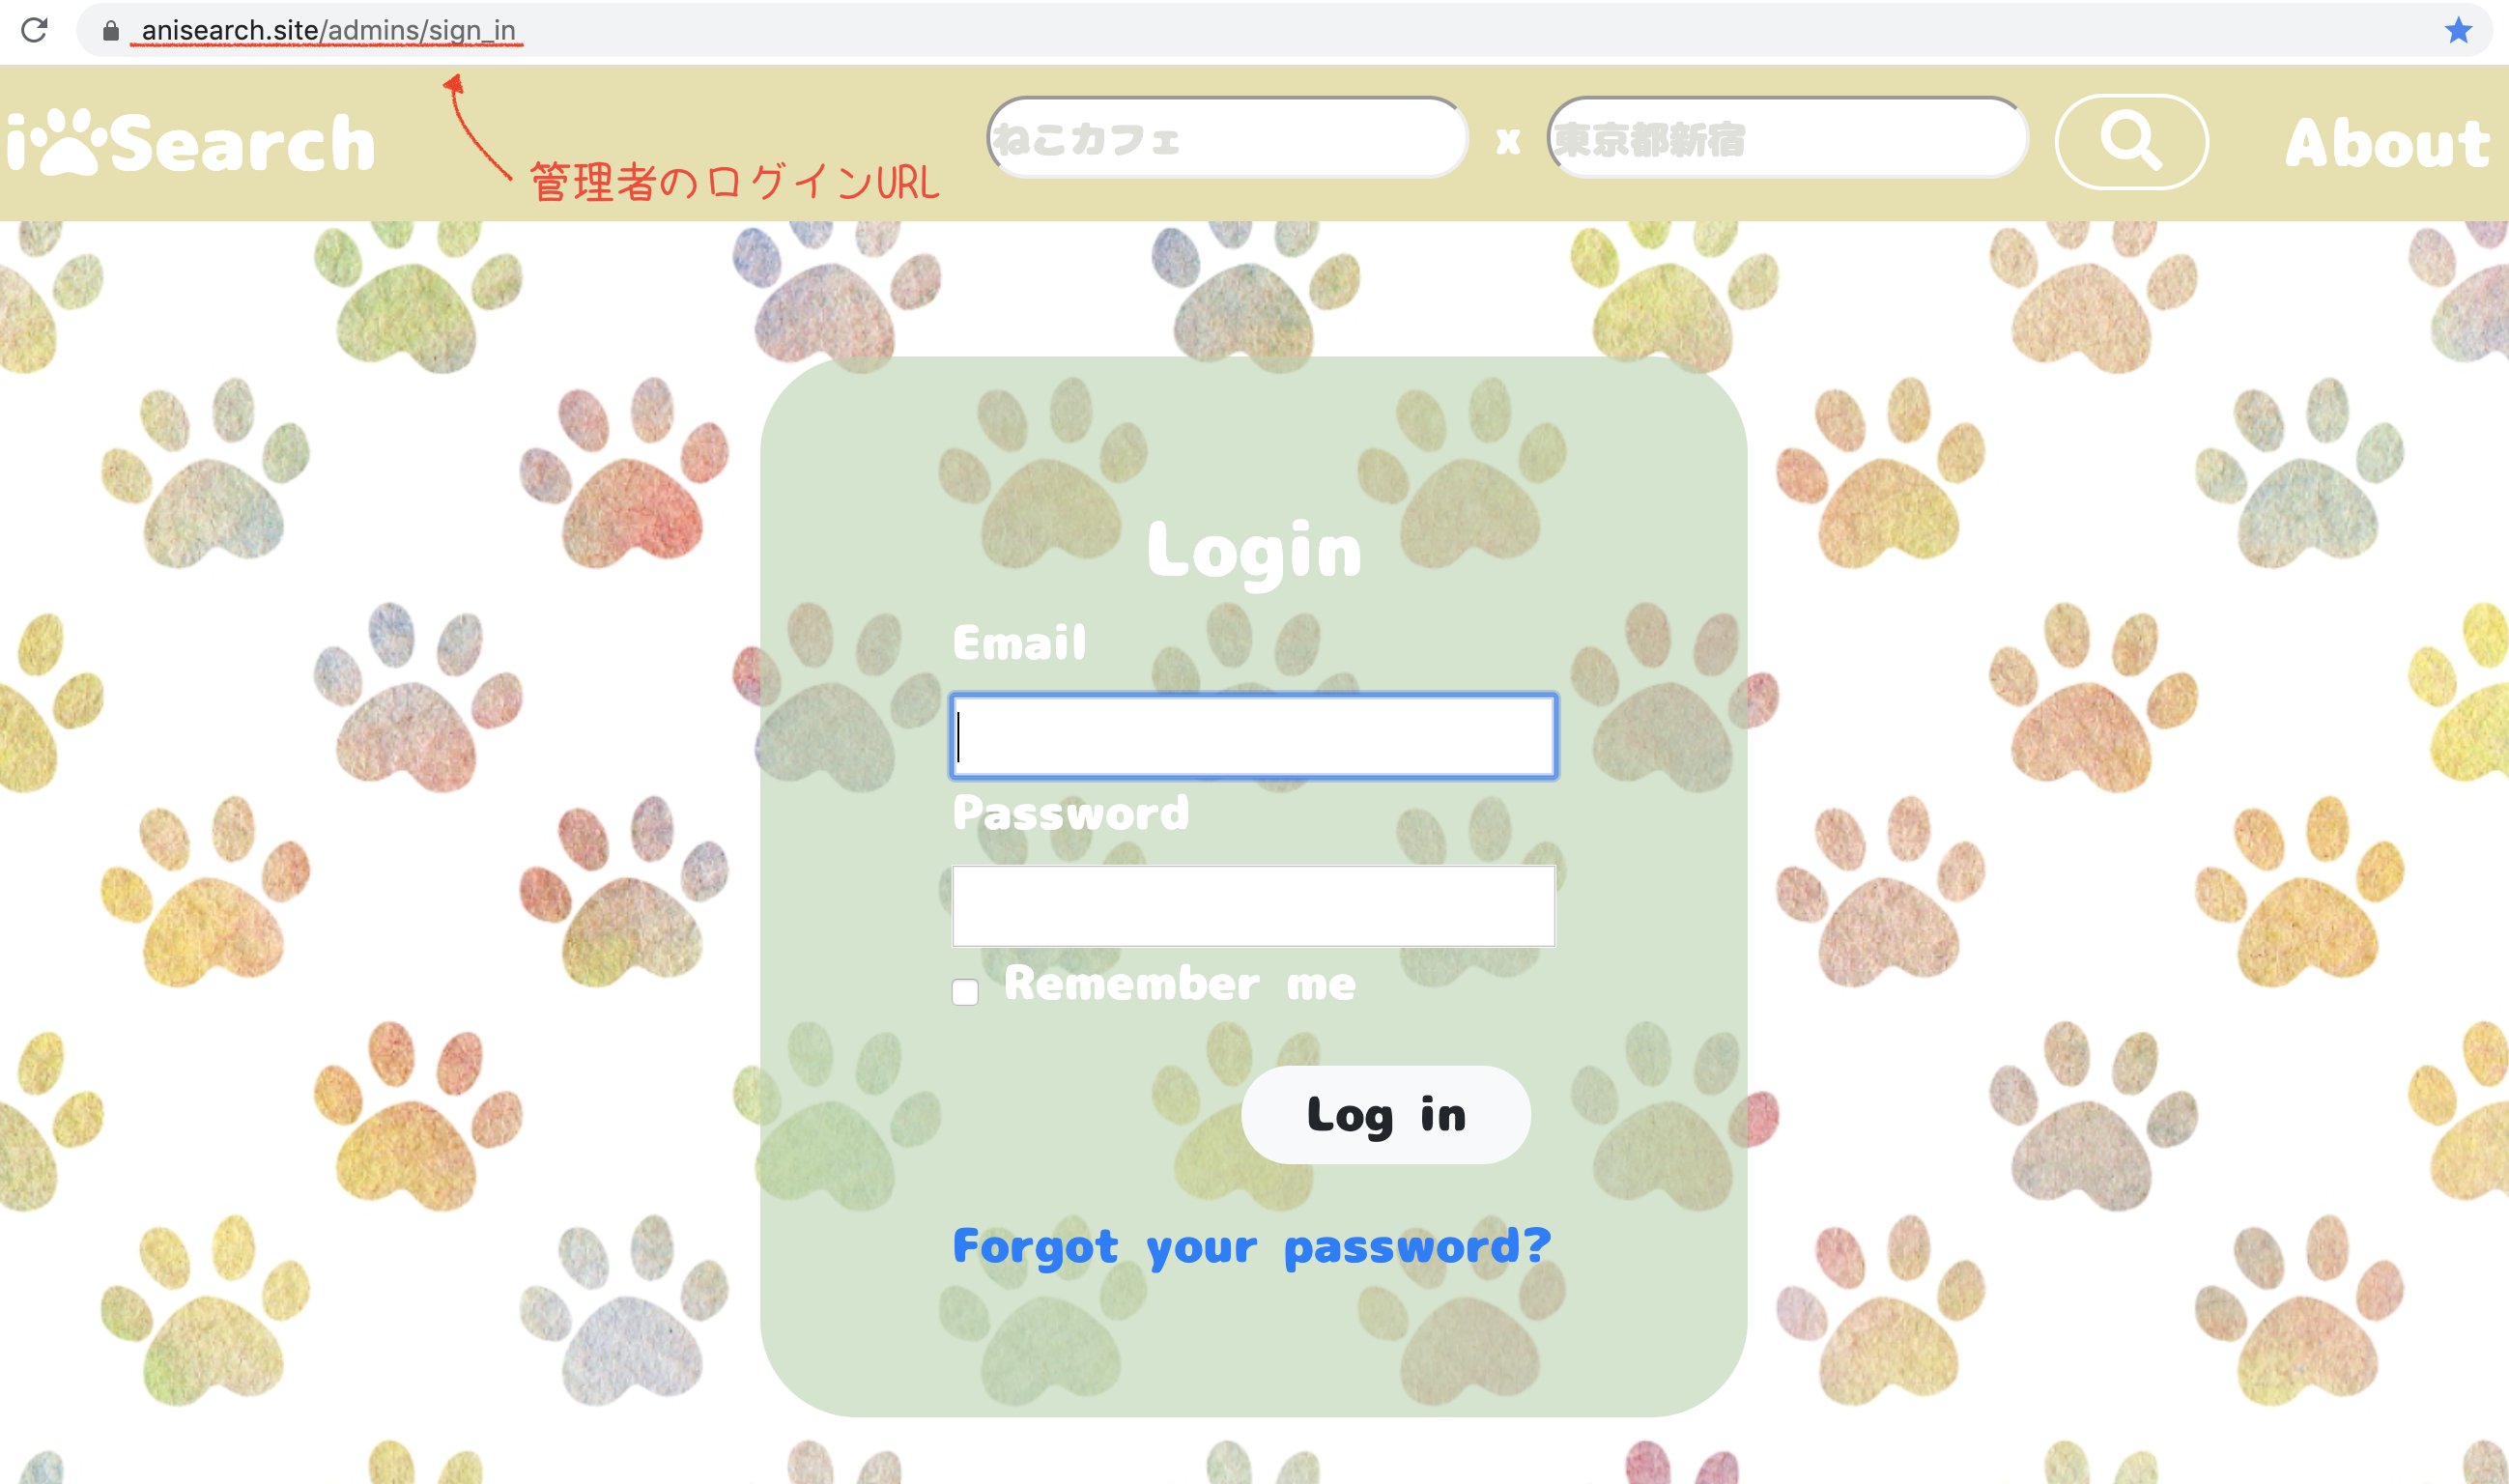 anisearch.site/admins/sign_in
i Search
ねこカフェ x 東京都新宿
About
管理者のログインURL
Login
Email
Password
Remember me
Log in
Forgot your password?